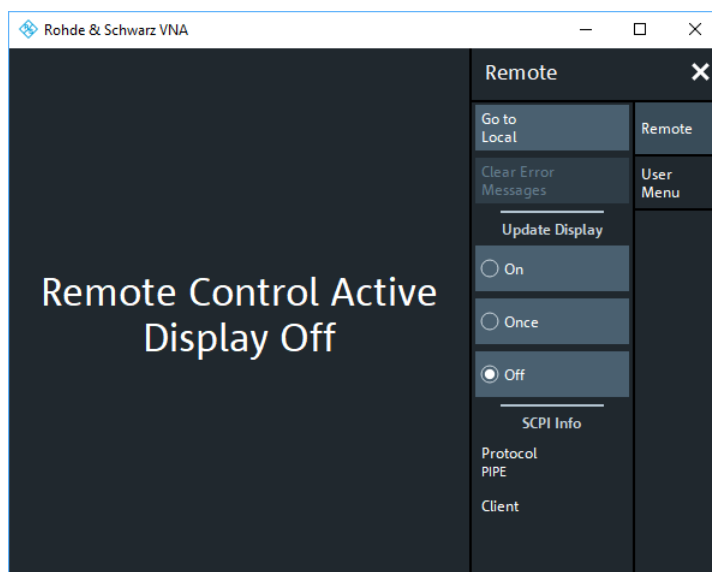 Rohde & Schwarz VNA
Remote Control Active
Display Off
Remote
Go to
Local
Clear Error
Messages
Update Display
On
Once
Off
SCPI Info
Protocol
PIPE
Client
Remote
User
Menu